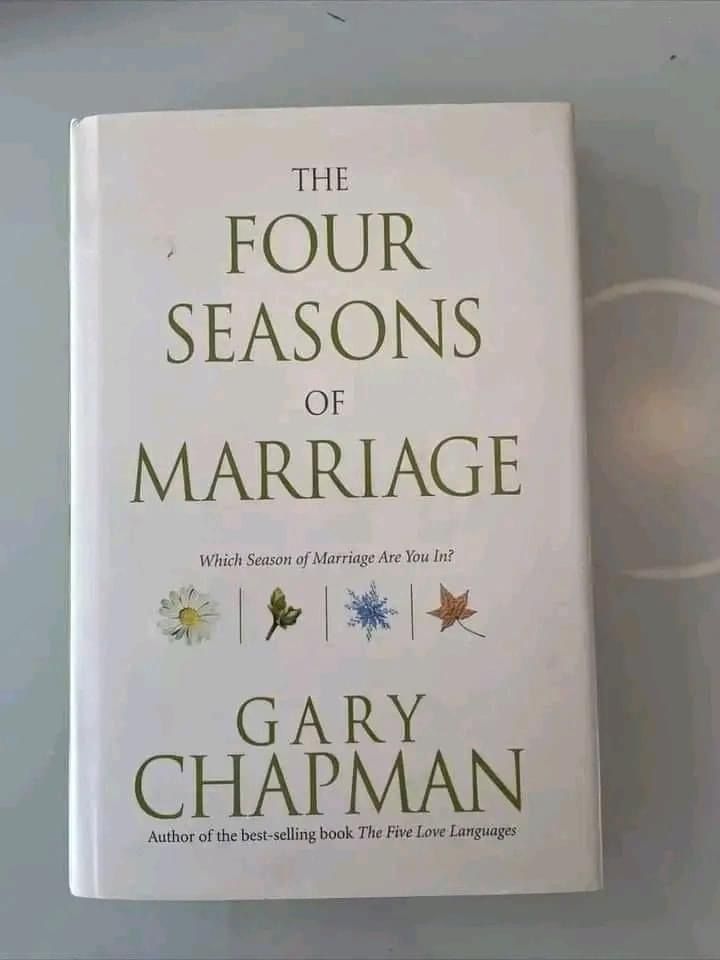 THE
FOUR
SEASONS
OF
MARRIAGE
Which Season of Marriage Are You In?
GARY
CHAPMAN
Author of the best-selling book The Five Love Languages